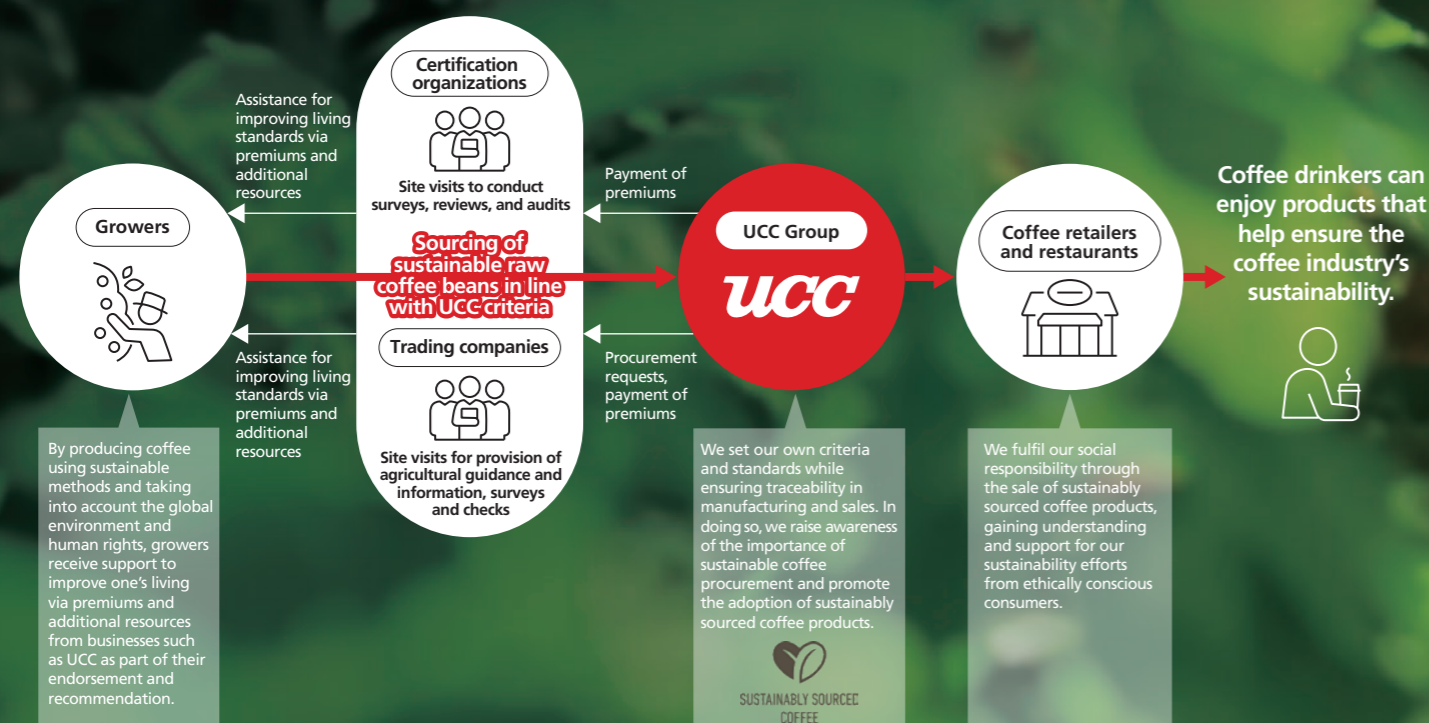 Growers
By producing coffee
using sustainable
methods and taking
into account the global
environment and
human rights, growers
receive support to
improve one's living
via premiums and
additional resources
from businesses such
as UCC as part of their
endorsement and
recommendation.
Assistance for
improving living
standards via
premiums and
additional
resources
Assistance for
improving living
standards via
premiums and
additional
resources
Certification
organizations
Site visits to conduct
surveys, reviews, and audits
Sourcing of
sustainable raw
coffee beans in line
with UCC criteria
Trading companies
Site visits for provision of
agricultural guidance and
information, surveys
and checks
Payment of
premiums
Procurement
requests,
payment of
premiums
UCC Group
ucc
We set our own criteria
and standards while
ensuring traceability in
manufacturing and sales. In
doing so, we raise awareness
of the importance of
sustainable coffee
procurement and promote
the adoption of sustainably
sourced coffee products.
SUSTAINABLY SOURCED
COFFEE
Coffee retailers
and restaurants
We fulfil our social
responsibility through
the sale of sustainably
sourced coffee products,
gaining understanding
and support for our
sustainability efforts
from ethically conscious
consumers.
Coffee drinkers can
enjoy products that
help ensure the
coffee industry's
sustainability.